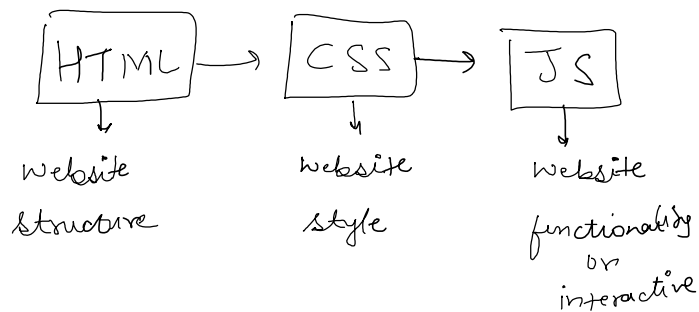 HTML
CSS
JS
website
structure
website
style
website
functionality
or
interactive